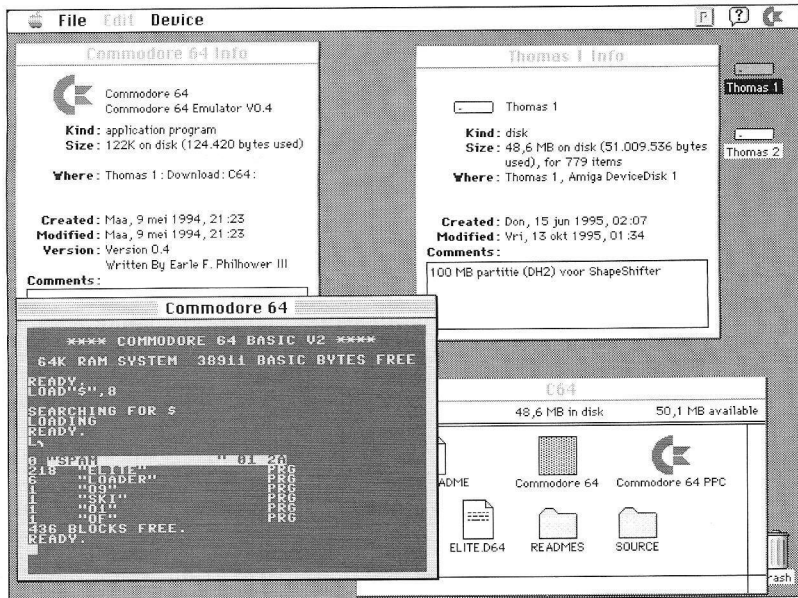 File Edit Device
Commodore 64 Info
Commodore 64
Commodore 64 Emulator V0.4
Kind: application program
Size: 122K on disk (124.420 bytes used)
Where: Thomas 1 : Download : C64 :
Created: Maa, 9 mei 1994, 21:23
Modified: Maa, 9 mei 1994, 21:23
Version: Version 0.4
Written By Earle F. Philhower III
Comments:
Thomas 1 Info
Thomas 1
Kind: disk
Size: 48,6 MB on disk (51.009.536 bytes
used), for 779 items
Where: Thomas 1, Amiga DeviceDisk 1
Created: Don, 15 jun 1995, 02:07
Modified: Vri, 13 okt 1995, 01:34
Comments:
100 MB partitie (DH2) voor ShapeShifter
Thomas 1
Thomas 2
Commodore 64
**** COMMODORE 64 BASIC V2 ****
64K RAM SYSTEM 38911 BASIC BYTES FREE
READY.
LOAD"$",8
SEARCHING FOR $
LOADING
READY.
0 "SPAM " 01 2A
218 "ELITE" PRG
6 "LOADER" PRG
1 "09" PRG
1 "SKI" PRG
1 "01" PRG
1 "OF" PRG
436 BLOCKS FREE.
READY.
C64
48,6 MB in disk 50,1 MB available
ADME
Commodore 64
Commodore 64 PPC
ELITE.D64
READMES
SOURCE
rash